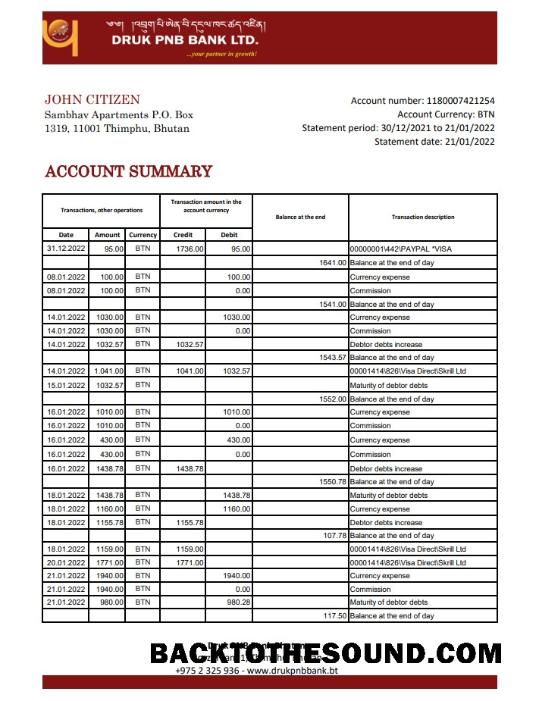 འབྲུག་པི་ཨེན་བི་དངུལ་ཁང་ཚད་འཛིན།
DRUK PNB BANK LTD.
...your partner in growth!
JOHN CITIZEN
Sambhav Apartments P.O. Box
1319, 11001 Thimphu, Bhutan
Account number: 1180007421254
Account Currency: BTN
Statement period: 30/12/2021 to 21/01/2022
Statement date: 21/01/2022
ACCOUNT SUMMARY
Transactions, other operations Transaction amount in the account currency Balance at the end Transaction description
Date Amount Currency Credit Debit
31.12.2022 95.00 BTN 1736.00 95.00 00000001\442\PAYPAL *VISA
1641.00 Balance at the end of day
08.01.2022 100.00 BTN 100.00 Currency expense
08.01.2022 100.00 BTN 0.00 Commission
1541.00 Balance at the end of day
14.01.2022 1030.00 BTN 1030.00 Currency expense
14.01.2022 1030.00 BTN 0.00 Commission
14.01.2022 1032.57 BTN 1032.57 Debtor debts increase
1543.57 Balance at the end of day
14.01.2022 1.041.00 BTN 1041.00 1032.57 00001414\826\Visa Direct\Skrill Ltd
15.01.2022 1032.57 BTN Maturity of debtor debts
1552.00 Balance at the end of day
16.01.2022 1010.00 BTN 1010.00 Currency expense
16.01.2022 1010.00 BTN 0.00 Commission
16.01.2022 430.00 BTN 430.00 Currency expense
16.01.2022 430.00 BTN 0.00 Commission
16.01.2022 1438.78 BTN 1438.78 Debtor debts increase
1550.78 Balance at the end of day
18.01.2022 1438.78 BTN 1438.78 Maturity of debtor debts
18.01.2022 1160.00 BTN 1160.00 Currency expense
18.01.2022 1155.78 BTN 1155.78 Debtor debts increase
107.78 Balance at the end of day
18.01.2022 1159.00 BTN 1159.00 00001414\826\Visa Direct\Skrill Ltd
20.01.2022 1771.00 BTN 1771.00 00001414\826\Visa Direct\Skrill Ltd
21.01.2022 1940.00 BTN 1940.00 Currency expense
21.01.2022 1940.00 BTN 0.00 Commission
21.01.2022 980.00 BTN 980.28 Maturity of debtor debts
117.50 Balance at the end of day
BACKTOTHESOUND.COM
+975 2 325 936 - www.drukpnbbank.bt